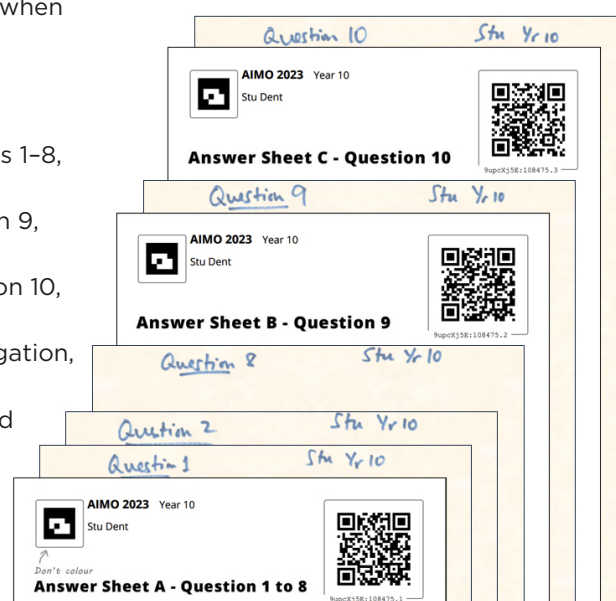 when
s 1–8,
n 9,
on 10,
gation,
d
Question 10 Stu Yr 10
AIMO 2023 Year 10
Stu Dent
Answer Sheet C - Question 10
9upcXj5E:108475.3
Question 9 Stu Yr 10
AIMO 2023 Year 10
Stu Dent
Answer Sheet B - Question 9
9upcXj5E:108475.2
Question 8 Stu Yr 10
Question 2 Stu Yr 10
Question 1 Stu Yr 10
AIMO 2023 Year 10
Stu Dent
Don't colour
Answer Sheet A - Question 1 to 8
9upcXj5E:108475.1